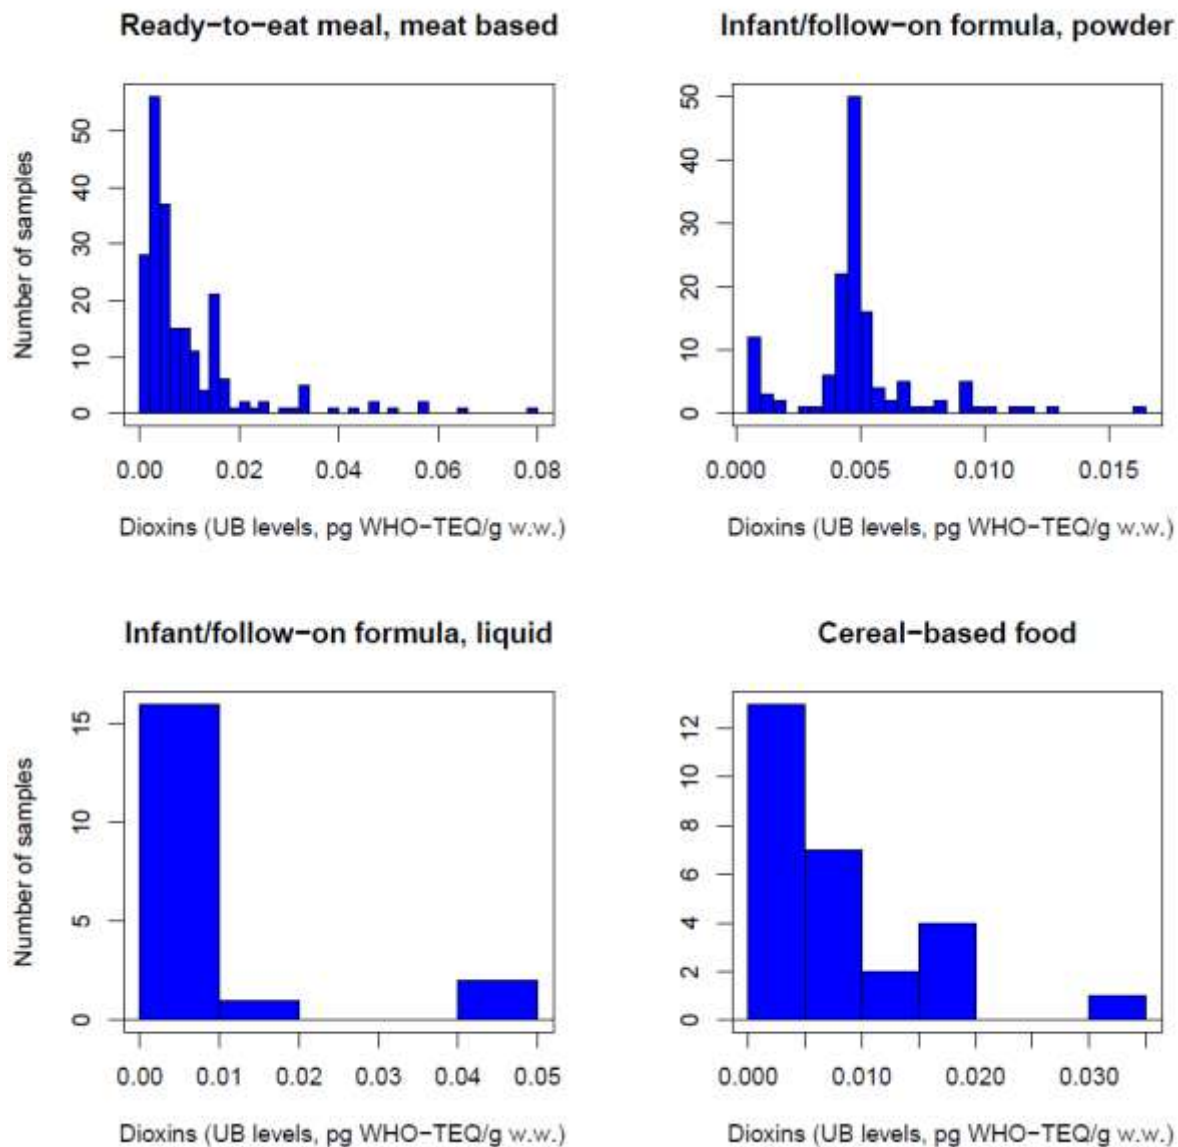 Ready−to−eat meal, meat based
Number of samples
50
40
30
20
10
0
0.00 0.02 0.04 0.06 0.08
Dioxins (UB levels, pg WHO−TEQ/g w.w.)
Infant/follow−on formula, powder
50
40
30
20
10
0
0.000 0.005 0.010 0.015
Dioxins (UB levels, pg WHO−TEQ/g w.w.)
Infant/follow−on formula, liquid
Number of samples
15
10
5
0
0.00 0.01 0.02 0.03 0.04 0.05
Dioxins (UB levels, pg WHO−TEQ/g w.w.)
Cereal−based food
12
10
8
6
4
2
0
0.000 0.010 0.020 0.030
Dioxins (UB levels, pg WHO−TEQ/g w.w.)